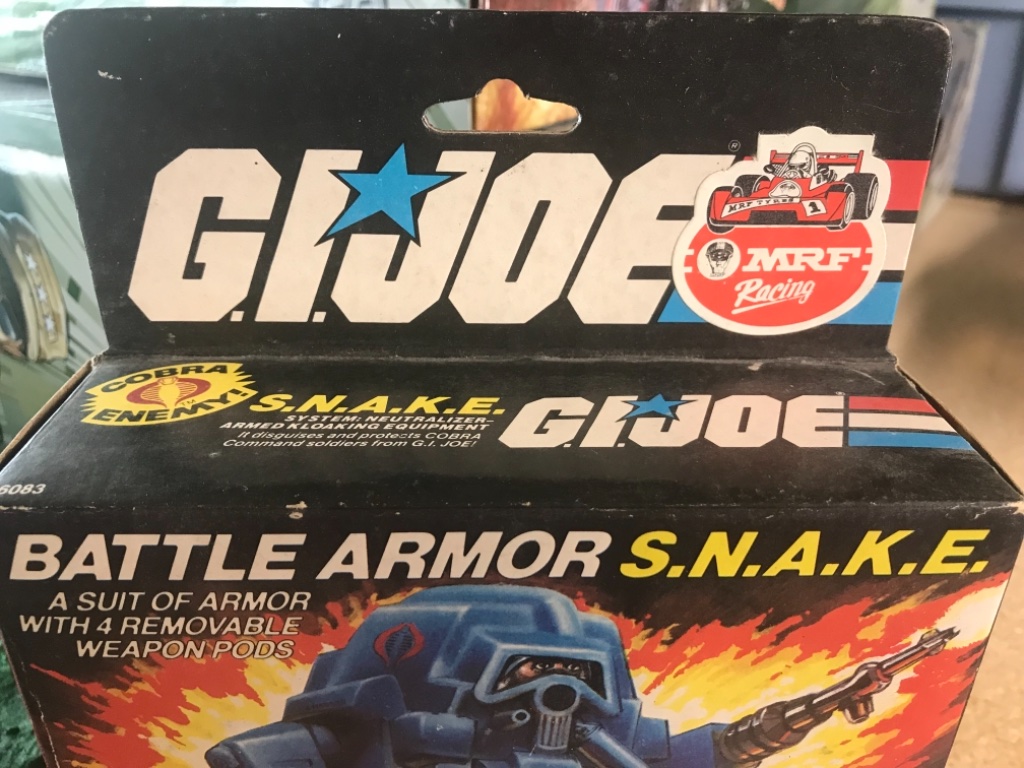 G.I.JOE
®
MRF TYRES 1
MRF
Racing
COBRA
ENEMY!
TM
S.N.A.K.E.
SYSTEM: NEUTRALIZER-
ARMED KLOAKING EQUIPMENT
It disguises and protects COBRA
Command soldiers from G.I. JOE!
G.I.JOE
6083
BATTLE ARMOR S.N.A.K.E.
A SUIT OF ARMOR
WITH 4 REMOVABLE
WEAPON PODS